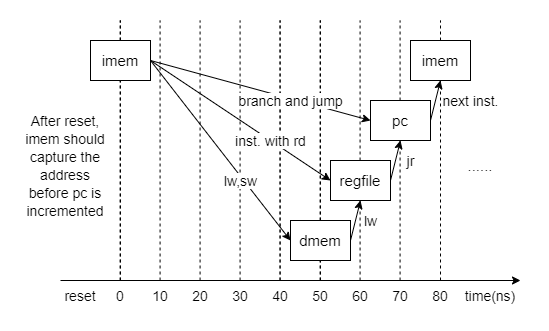 imem
imem
branch and jump
next inst.
After reset,
imem should
capture the
address
before pc is
incremented
pc
inst. with rd
jr
lw,sw
regfile
......
lw
dmem
reset 0 10 20 30 40 50 60 70 80 time(ns)